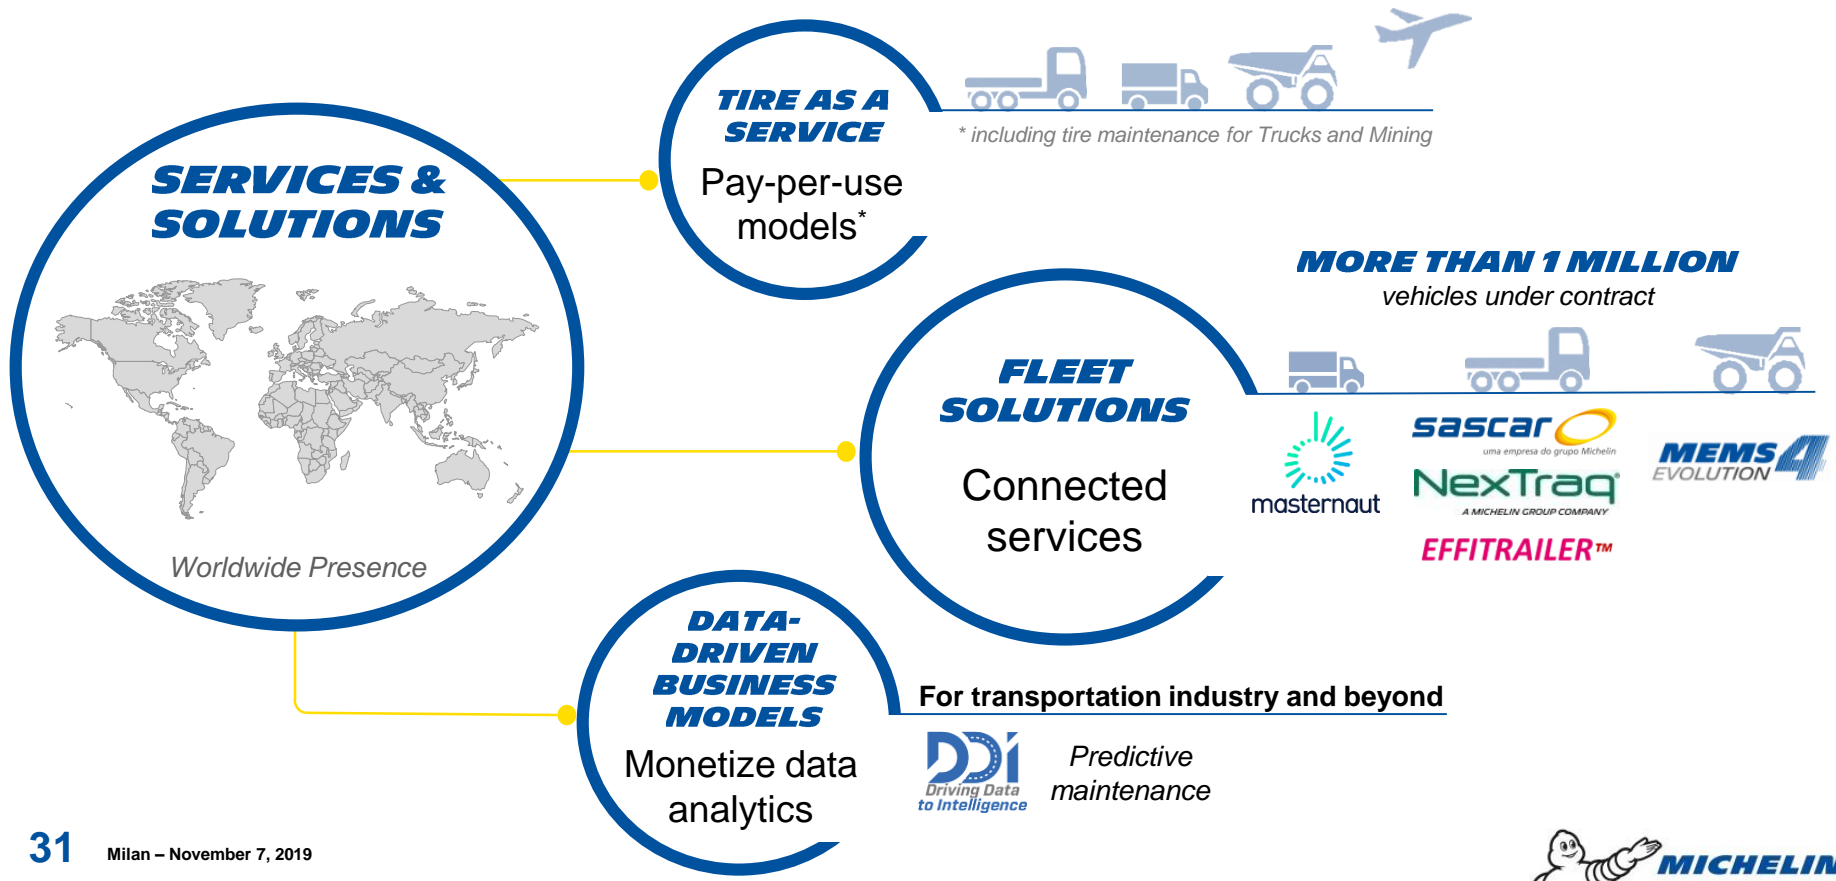 SERVICES &
SOLUTIONS
Worldwide Presence
TIRE AS A
SERVICE
Pay-per-use
models*
* including tire maintenance for Trucks and Mining
FLEET
SOLUTIONS
Connected
services
MORE THAN 1 MILLION
vehicles under contract
masternaut
sascar
uma empresa do grupo Michelin
NexTraq
A MICHELIN GROUP COMPANY
EFFITRAILER™
MEMS 4
EVOLUTION
DATA-
DRIVEN
BUSINESS
MODELS
Monetize data
analytics
For transportation industry and beyond
DDi
Driving Data
to Intelligence
Predictive
maintenance
31
Milan – November 7, 2019
MICHELIN